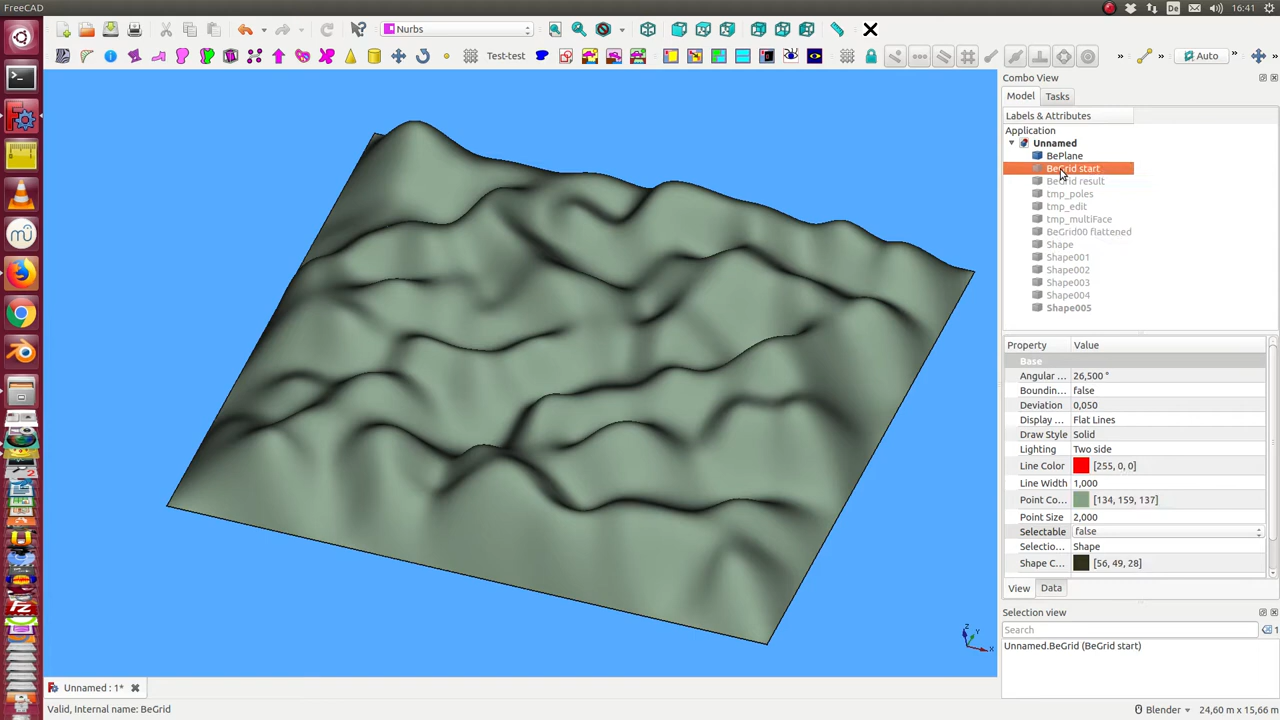 FreeCAD
16:41
Nurbs
Test-test
Auto
Combo View
Model
Tasks
Labels & Attributes
Application
Unnamed
BePlane
BeGrid start
BeGrid result
tmp_poles
tmp_edit
tmp_multiFace
BeGrid00 flattened
Shape
Shape001
Shape002
Shape003
Shape004
Shape005
Property Value
Base
Angular ... 26,500 °
Boundin... false
Deviation 0,050
Display ... Flat Lines
Draw Style Solid
Lighting Two side
Line Color [255, 0, 0]
Line Width 1,000
Point Co... [134, 159, 137]
Point Size 2,000
Selectable false
Selectio... Shape
Shape C... [56, 49, 28]
View Data
Selection view
Search
1
Unnamed.BeGrid (BeGrid start)
Z
Y
X
Unnamed : 1*
Valid, Internal name: BeGrid
Blender
24,60 m x 15,66 m